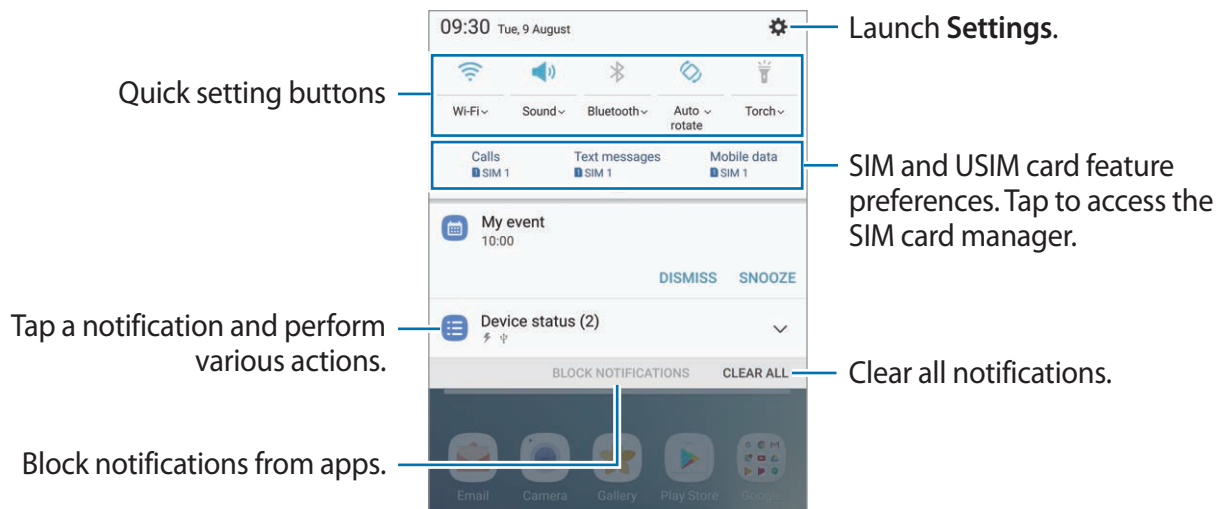 09:30 Tue, 9 August
Launch Settings.
Quick setting buttons
Wi-Fi
Sound
Bluetooth
Auto
rotate
Torch
Calls
Text messages
Mobile data
1 SIM 1
1 SIM 1
1 SIM 1
SIM and USIM card feature
preferences. Tap to access the
SIM card manager.
My event
10:00
DISMISS SNOOZE
Tap a notification and perform
various actions.
Device status (2)
BLOCK NOTIFICATIONS CLEAR ALL
Clear all notifications.
Block notifications from apps.
Email Camera Gallery Play Store Google